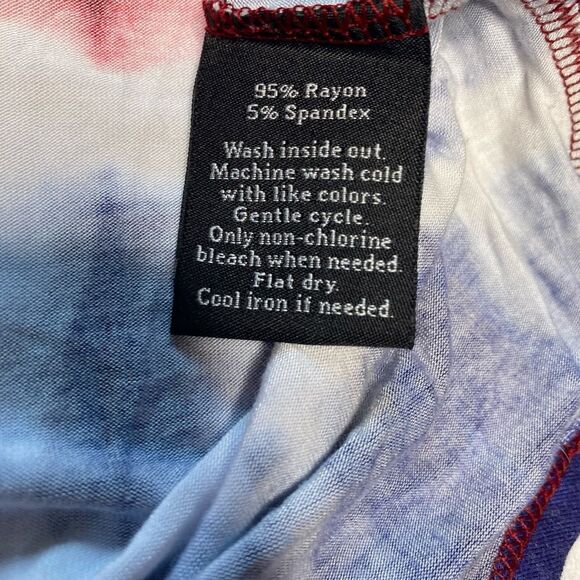 95% Rayon
5% Spandex
Wash inside out.
Machine wash cold
with like colors.
Gentle cycle.
Only non-chlorine
bleach when needed.
Flat dry.
Cool iron if needed.